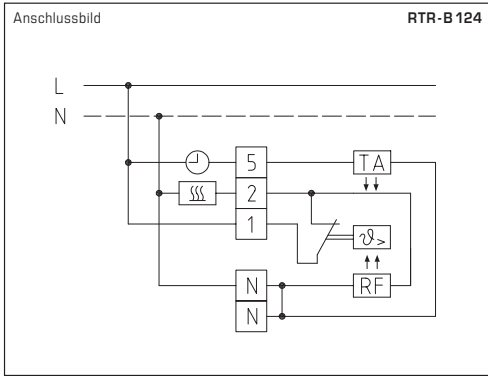 Anschlussbild RTR-B 124
L
N
5 TA
2
1 ϑ>
N RF
N